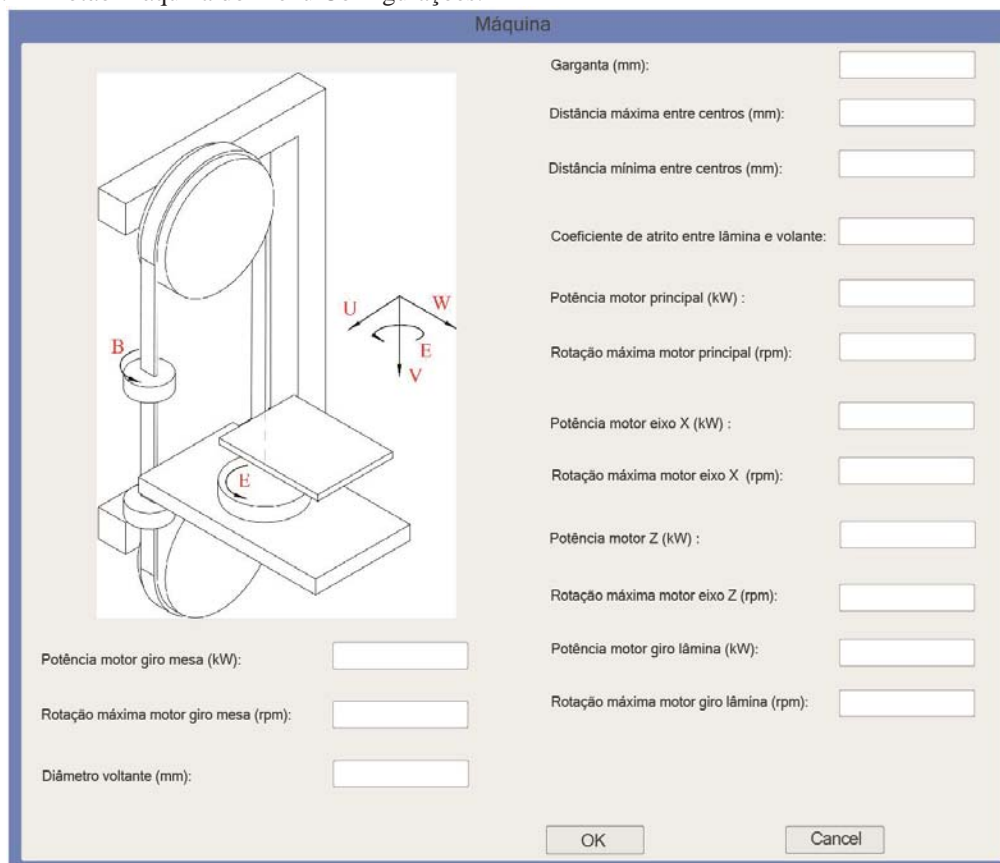 Máquina
Garganta (mm):
Distância máxima entre centros (mm):
Distância mínima entre centros (mm):
Coeficiente de atrito entre lâmina e volante:
Potência motor principal (kW) :
Rotação máxima motor principal (rpm):
Potência motor eixo X (kW) :
Rotação máxima motor eixo X (rpm):
Potência motor Z (kW) :
Rotação máxima motor eixo Z (rpm):
Potência motor giro lâmina (kW):
Rotação máxima motor giro lâmina (rpm):
B
U
W
E
V
E
Potência motor giro mesa (kW):
Rotação máxima motor giro mesa (rpm):
Diâmetro voltante (mm):
OK
Cancel